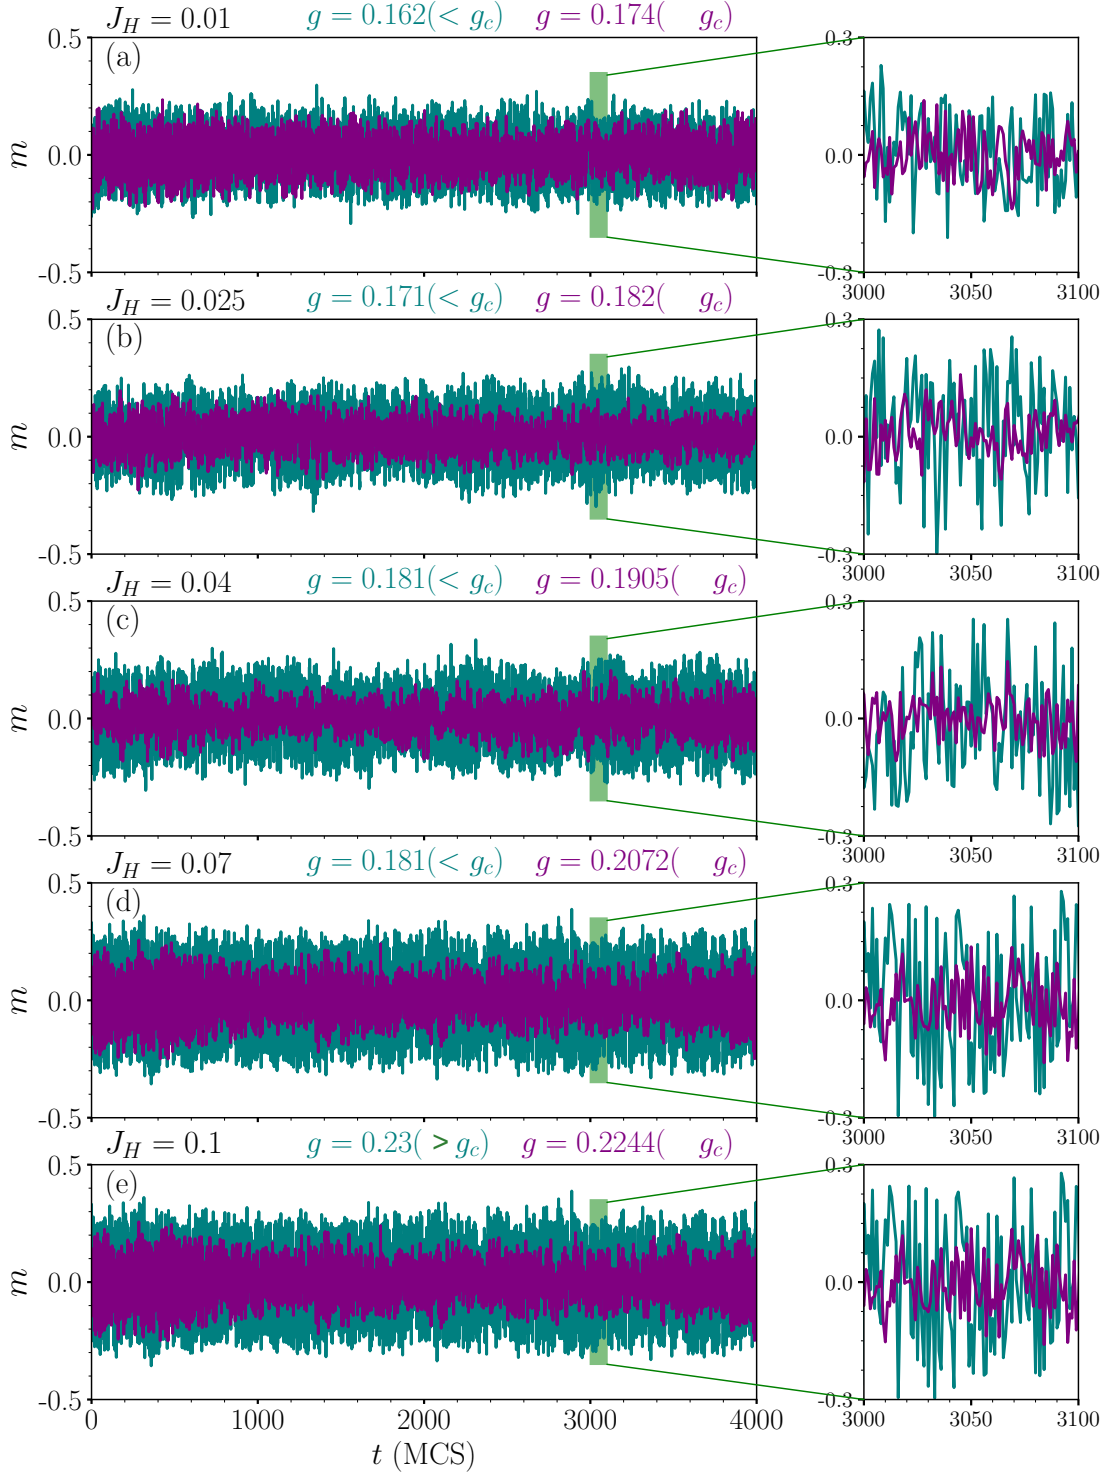 J_H = 0.01 g = 0.162(< g_c) g = 0.174( g_c)
0.5 (a) 0.3
m 0.0 0.0
-0.5 -0.3
3000 3050 3100
J_H = 0.025 g = 0.171(< g_c) g = 0.182( g_c)
0.5 (b) 0.3
m 0.0 0.0
-0.5 -0.3
3000 3050 3100
J_H = 0.04 g = 0.181(< g_c) g = 0.1905( g_c)
0.5 (c) 0.3
m 0.0 0.0
-0.5 -0.3
3000 3050 3100
J_H = 0.07 g = 0.181(< g_c) g = 0.2072( g_c)
0.5 (d) 0.3
m 0.0 0.0
-0.5 -0.3
3000 3050 3100
J_H = 0.1 g = 0.23( > g_c) g = 0.2244( g_c)
0.5 (e) 0.3
m 0.0 0.0
-0.5 -0.3
0 1000 2000 3000 4000 3000 3050 3100
t (MCS)